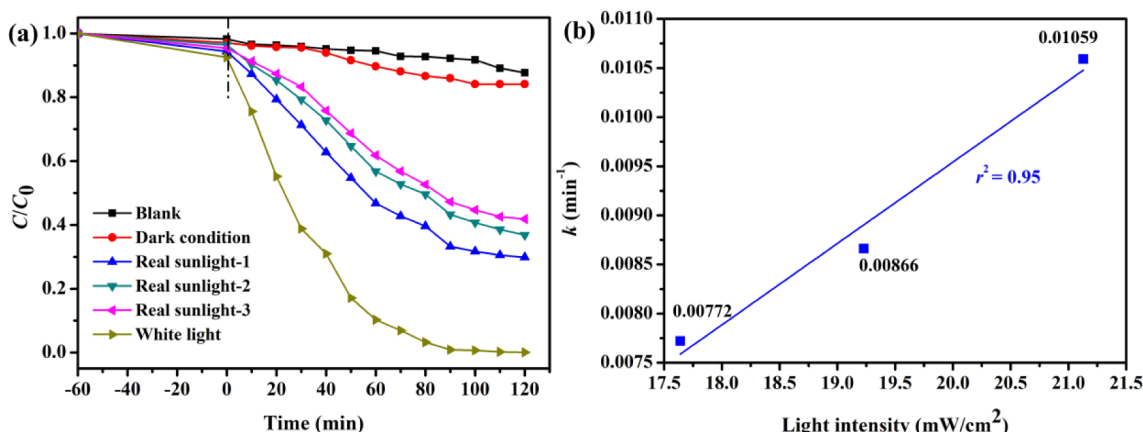 (a)
C/C0
1.0
0.8
0.6
0.4
0.2
0.0
Blank
Dark condition
Real sunlight-1
Real sunlight-2
Real sunlight-3
White light
-60 -40 -20 0 20 40 60 80 100 120
Time (min)
(b)
k (min-1)
0.0110
0.0105
0.0100
0.0095
0.0090
0.0085
0.0080
0.0075
0.01059
r2 = 0.95
0.00866
0.00772
17.5 18.0 19.0 19.5 20.0 20.5 21.0 21.5
Light intensity (mW/cm2)